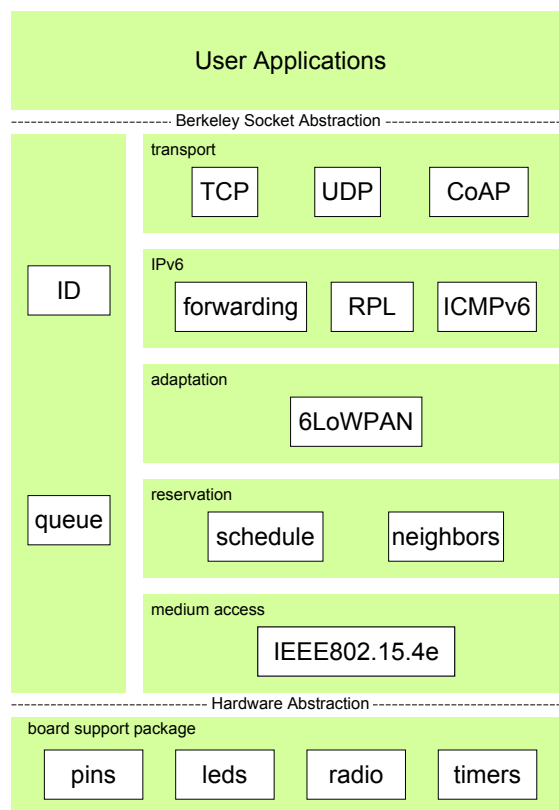 User Applications
Berkeley Socket Abstraction
transport
TCP UDP CoAP
IPv6
ID
forwarding RPL ICMPv6
adaptation
6LoWPAN
reservation
queue
schedule neighbors
medium access
IEEE802.15.4e
Hardware Abstraction
board support package
pins leds radio timers